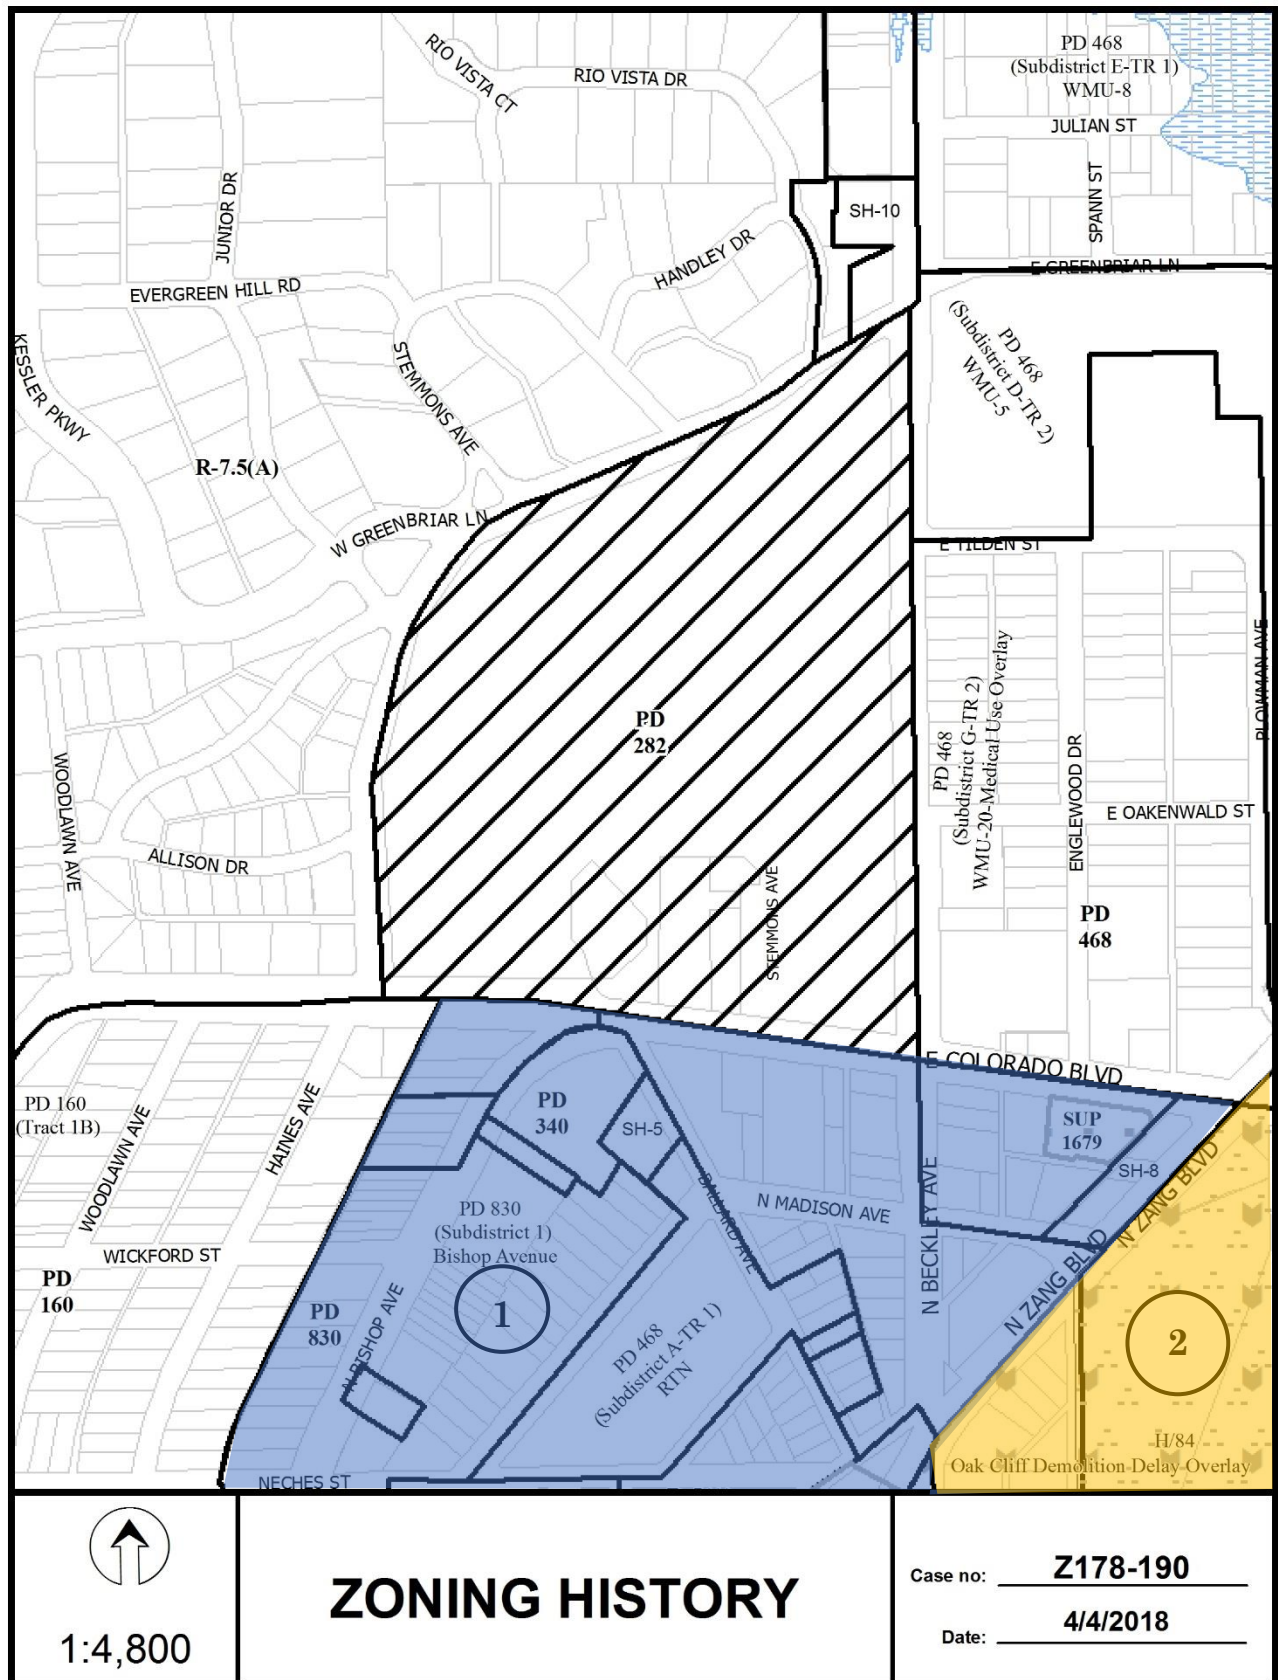 PD 468
(Subdistrict E-TR 1)
WMU-8
RIO VISTA CT
RIO VISTA DR
JULIAN ST
SPANN ST
JUNIOR DR
SH-10
HANDLEY DR
E GREENBRIAR LN
EVERGREEN HILL RD
PD 468
(Subdistrict D-TR 2)
WMU-5
KESSLER PKWY
STEMMONS AVE
R-7.5(A)
W GREENBRIAR LN
E TILDEN ST
PLOWMAN AVE
PD
282
PD 468
(Subdistrict G-TR 2)
WMU-20-Medical Use Overlay
WOODLAWN AVE
ENGLEWOOD DR
E OAKENWALD ST
ALLISON DR
STEMMONS AVE
PD
468
E COLORADO BLVD
PD 160
(Tract 1B)
WOODLAWN AVE
HAINES AVE
PD
340
SH-5
SUP
1679
SH-8
N ZANG BLVD
BALLARD AVE
N MADISON AVE
N BECKLEY AVE
PD 830
(Subdistrict 1)
Bishop Avenue
WICKFORD ST
PD
160
PD
830
N BISHOP AVE
1
N ZANG BLVD
2
PD 468
(Subdistrict A-TR 1)
RTN
H/84
Oak Cliff Demolition Delay Overlay
NECHES ST
1:4,800
ZONING HISTORY
Case no: Z178-190
Date: 4/4/2018